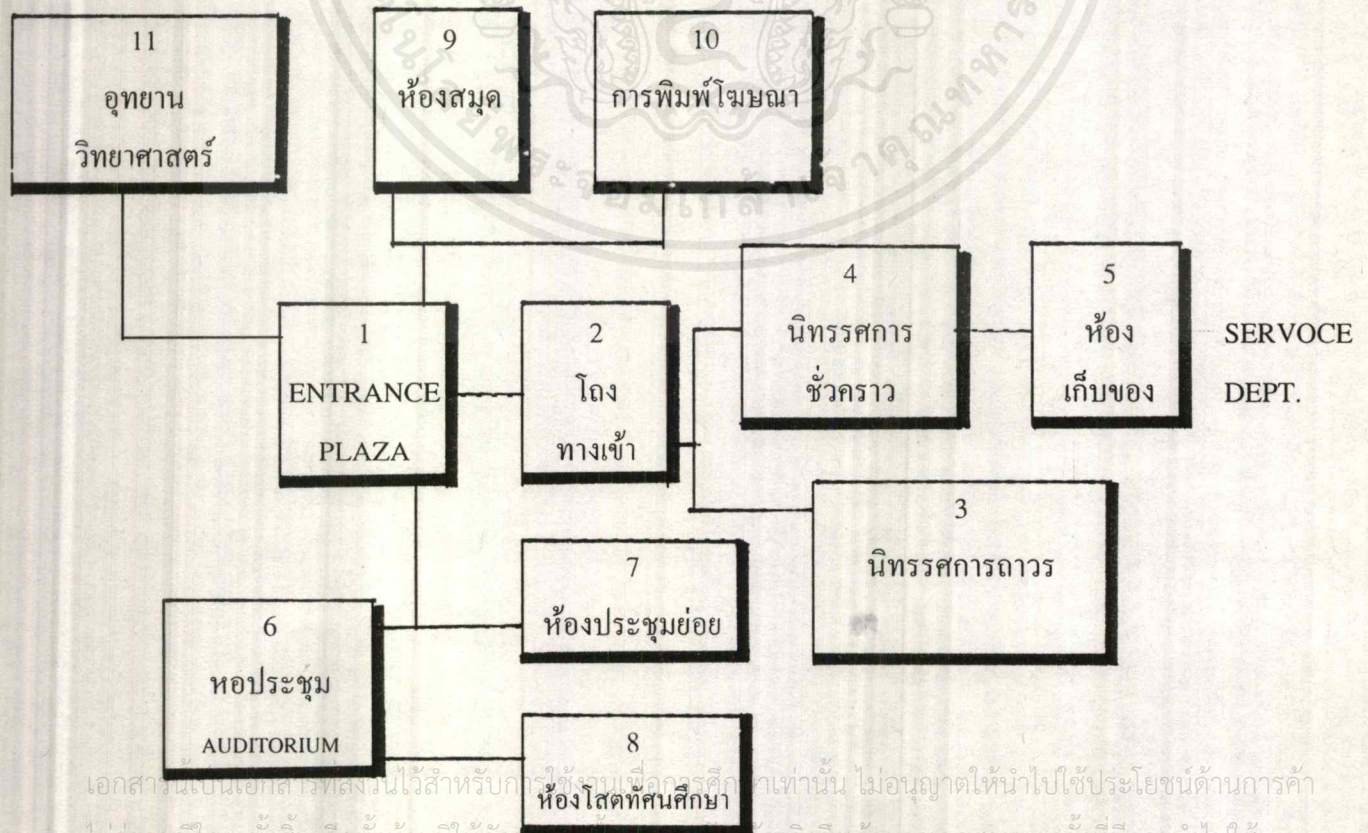 11
อุทยาน
วิทยาศาสตร์
9
ห้องสมุด
10
การพิมพ์โฆษณา
1
ENTRANCE
PLAZA
2
โถง
ทางเข้า
4
นิทรรศการ
ชั่วคราว
5
ห้อง
เก็บของ
SERVOCE
DEPT.
3
นิทรรศการถาวร
7
ห้องประชุมย่อย
6
หอประชุม
AUDITORIUM
8
ห้องโสตทัศนศึกษา
เอกสารนี้เป็นเอกสารที่สงวนไว้สำหรับการใช้งานเพื่อการศึกษาเท่านั้น ไม่อนุญาตให้นำไปใช้ประโยชน์ด้านการค้า